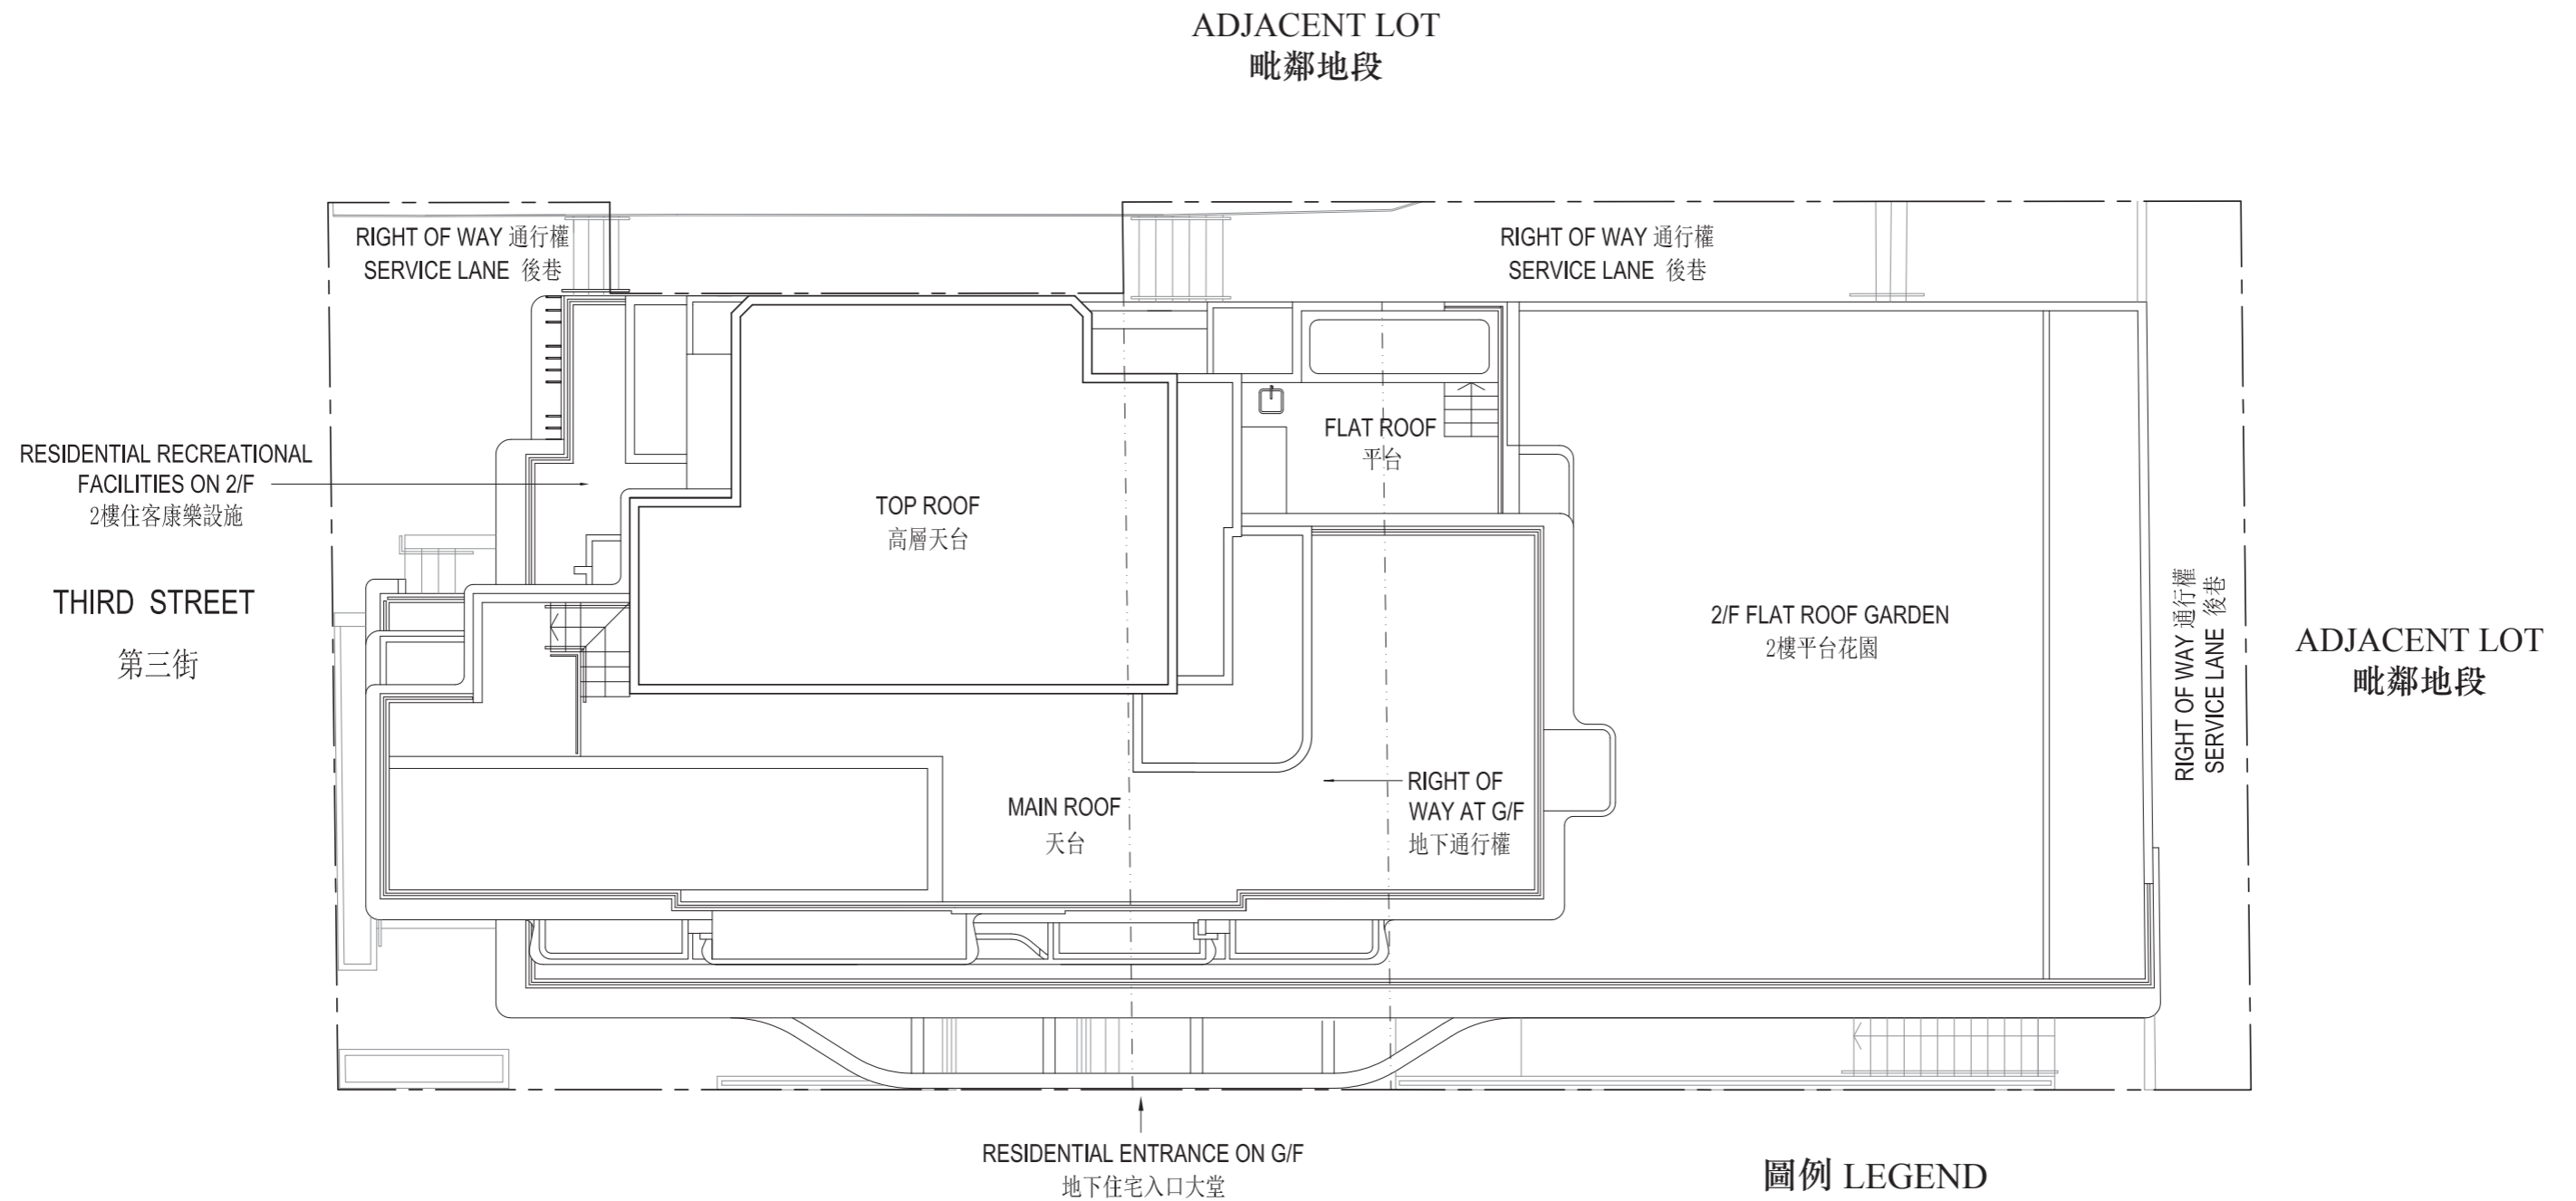 ADJACENT LOT
毗鄰地段
RIGHT OF WAY 通行權
SERVICE LANE 後巷
RIGHT OF WAY 通行權
SERVICE LANE 後巷
RESIDENTIAL RECREATIONAL
FACILITIES ON 2/F
2樓住客康樂設施
FLAT ROOF
平台
TOP ROOF
高層天台
THIRD STREET
第三街
2/F FLAT ROOF GARDEN
2樓平台花園
RIGHT OF WAY 通行權
SERVICE LANE 後巷
ADJACENT LOT
毗鄰地段
MAIN ROOF
天台
RIGHT OF
WAY AT G/F
地下通行權
RESIDENTIAL ENTRANCE ON G/F
地下住宅入口大堂
圖例 LEGEND